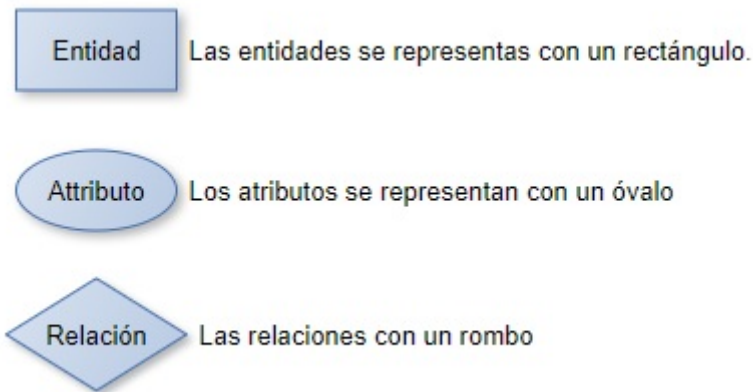 Entidad Las entidades se representas con un rectángulo.
Attributo Los atributos se representan con un óvalo
Relación Las relaciones con un rombo